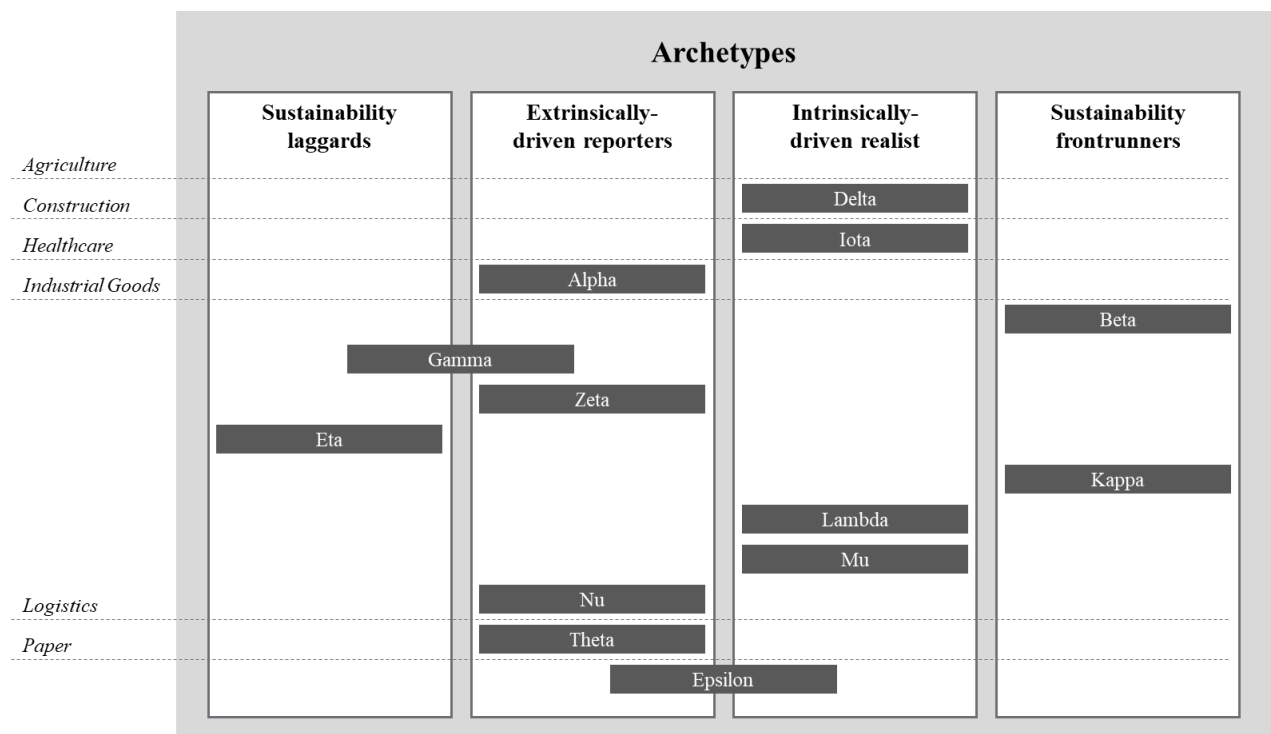 Archetypes
Sustainability
laggards
Extrinsically-
driven reporters
Intrinsically-
driven realist
Sustainability
frontrunners
Agriculture
Construction
Delta
Healthcare
Iota
Industrial Goods
Alpha
Beta
Gamma
Zeta
Eta
Kappa
Lambda
Mu
Logistics
Nu
Paper
Theta
Epsilon